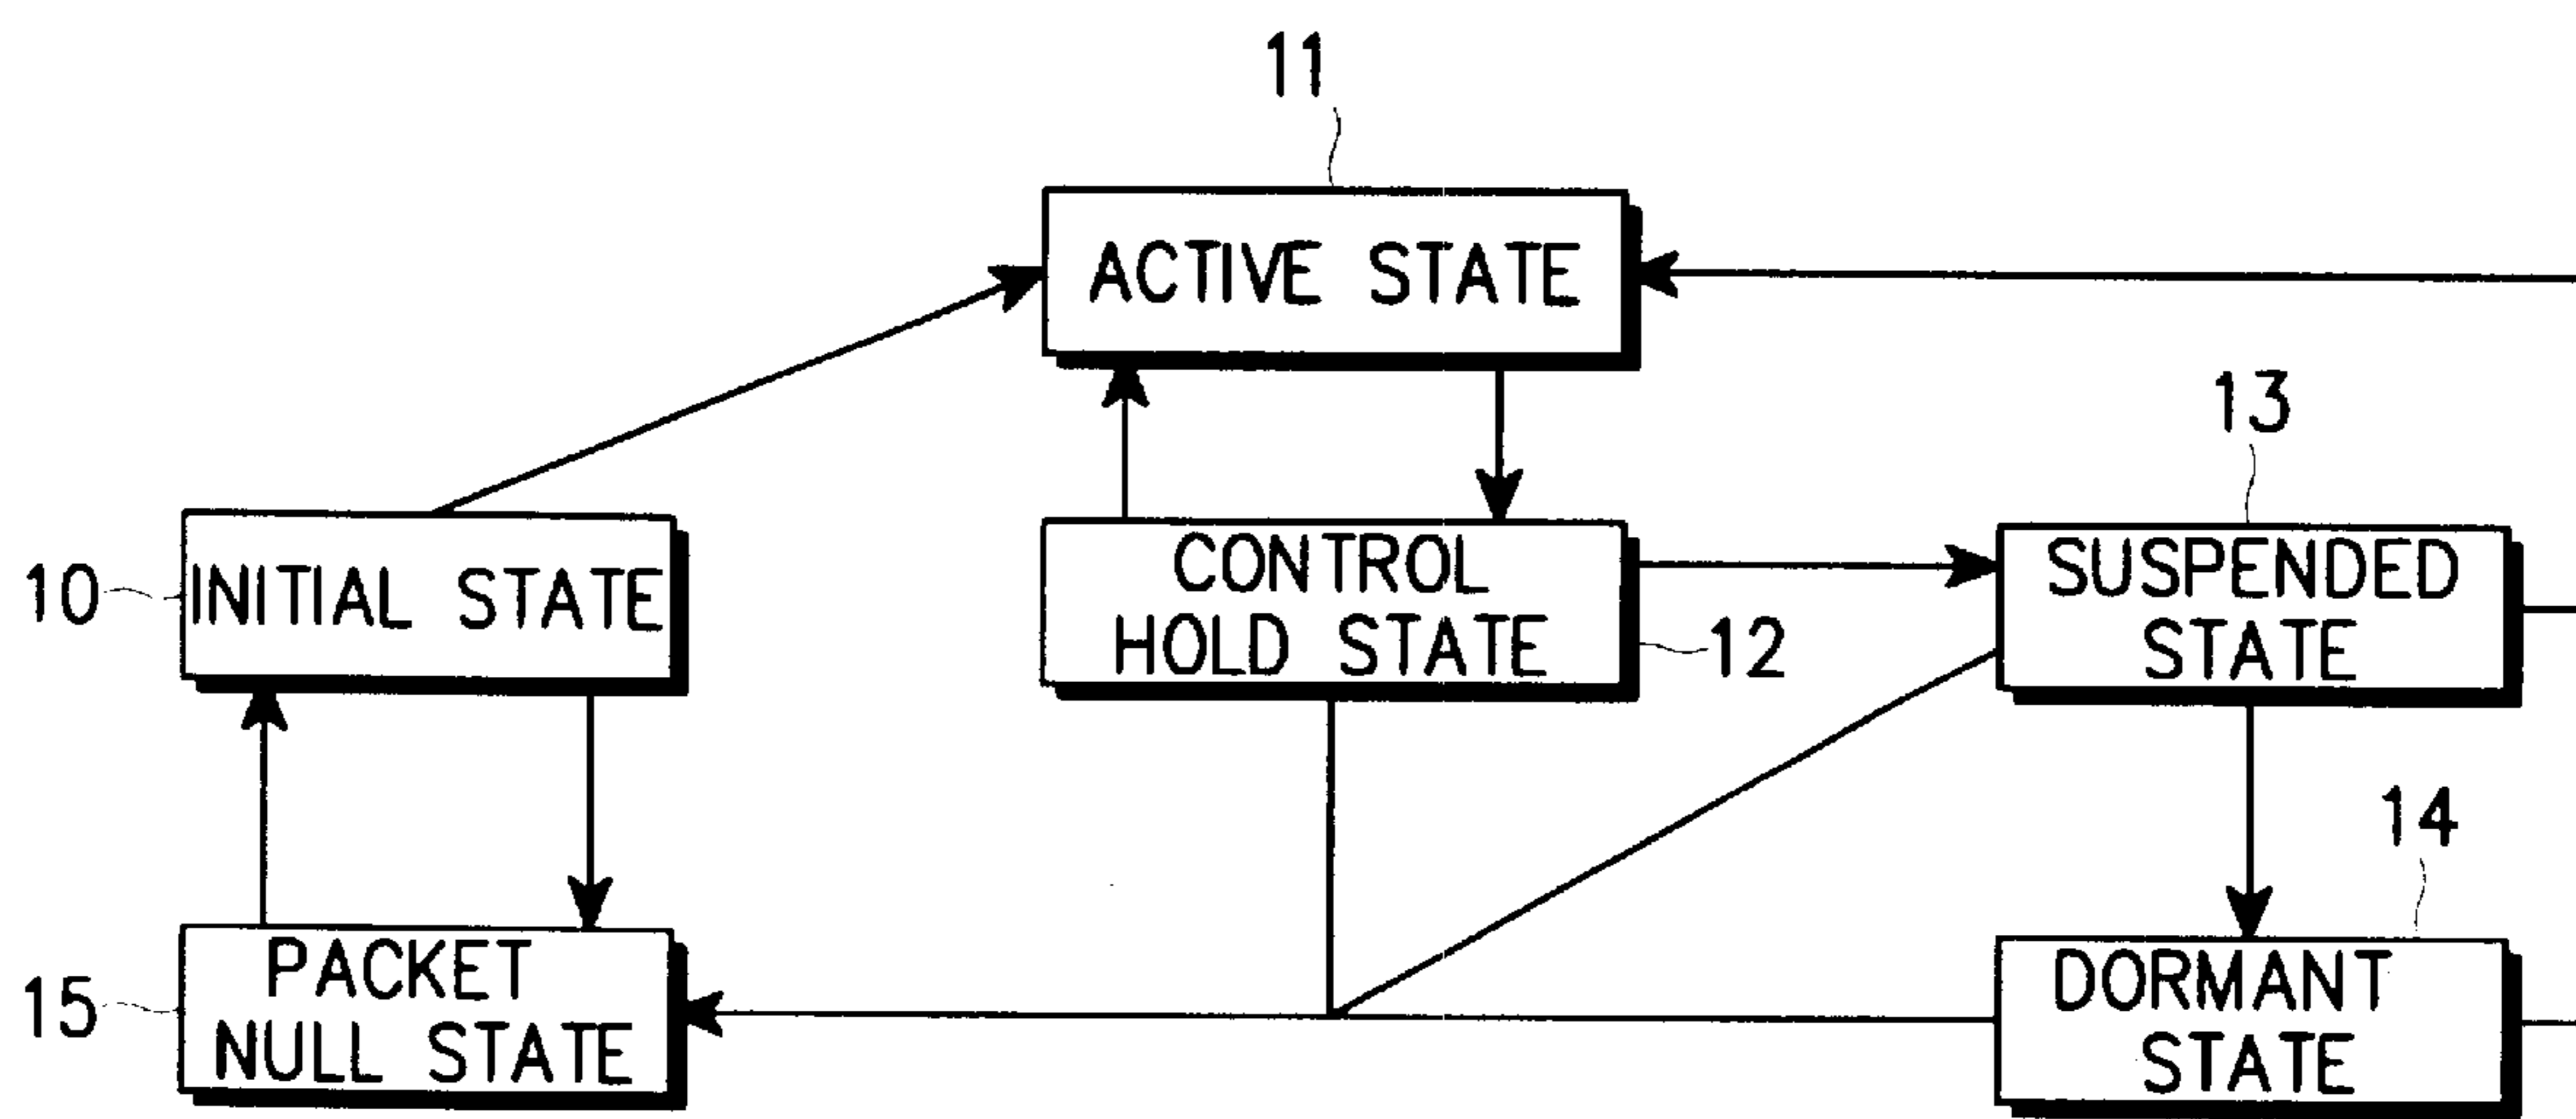 11
ACTIVE STATE
13
10
INITIAL STATE
CONTROL
HOLD STATE
12
SUSPENDED
STATE
14
15
PACKET
NULL STATE
DORMANT
STATE